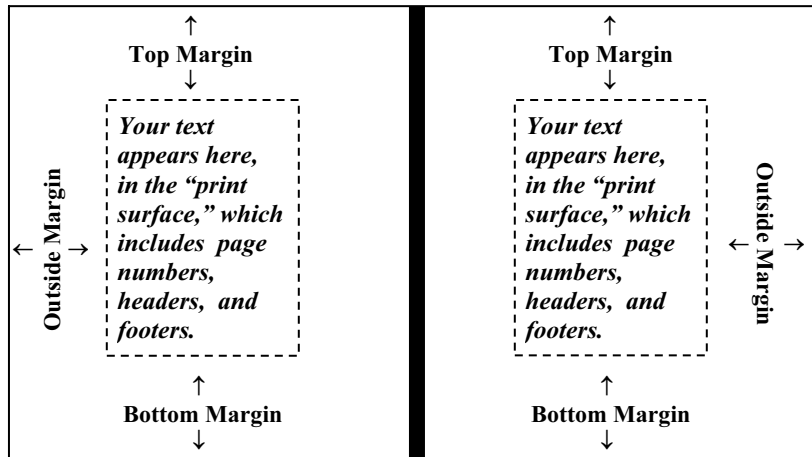 ↑
Top Margin
↓
Your text
appears here,
in the “print
surface,” which
includes page
numbers,
headers, and
footers.
← Outside Margin →
↑
Bottom Margin
↓
↑
Top Margin
↓
Your text
appears here,
in the “print
surface,” which
includes page
numbers,
headers, and
footers.
← Outside Margin →
↑
Bottom Margin
↓